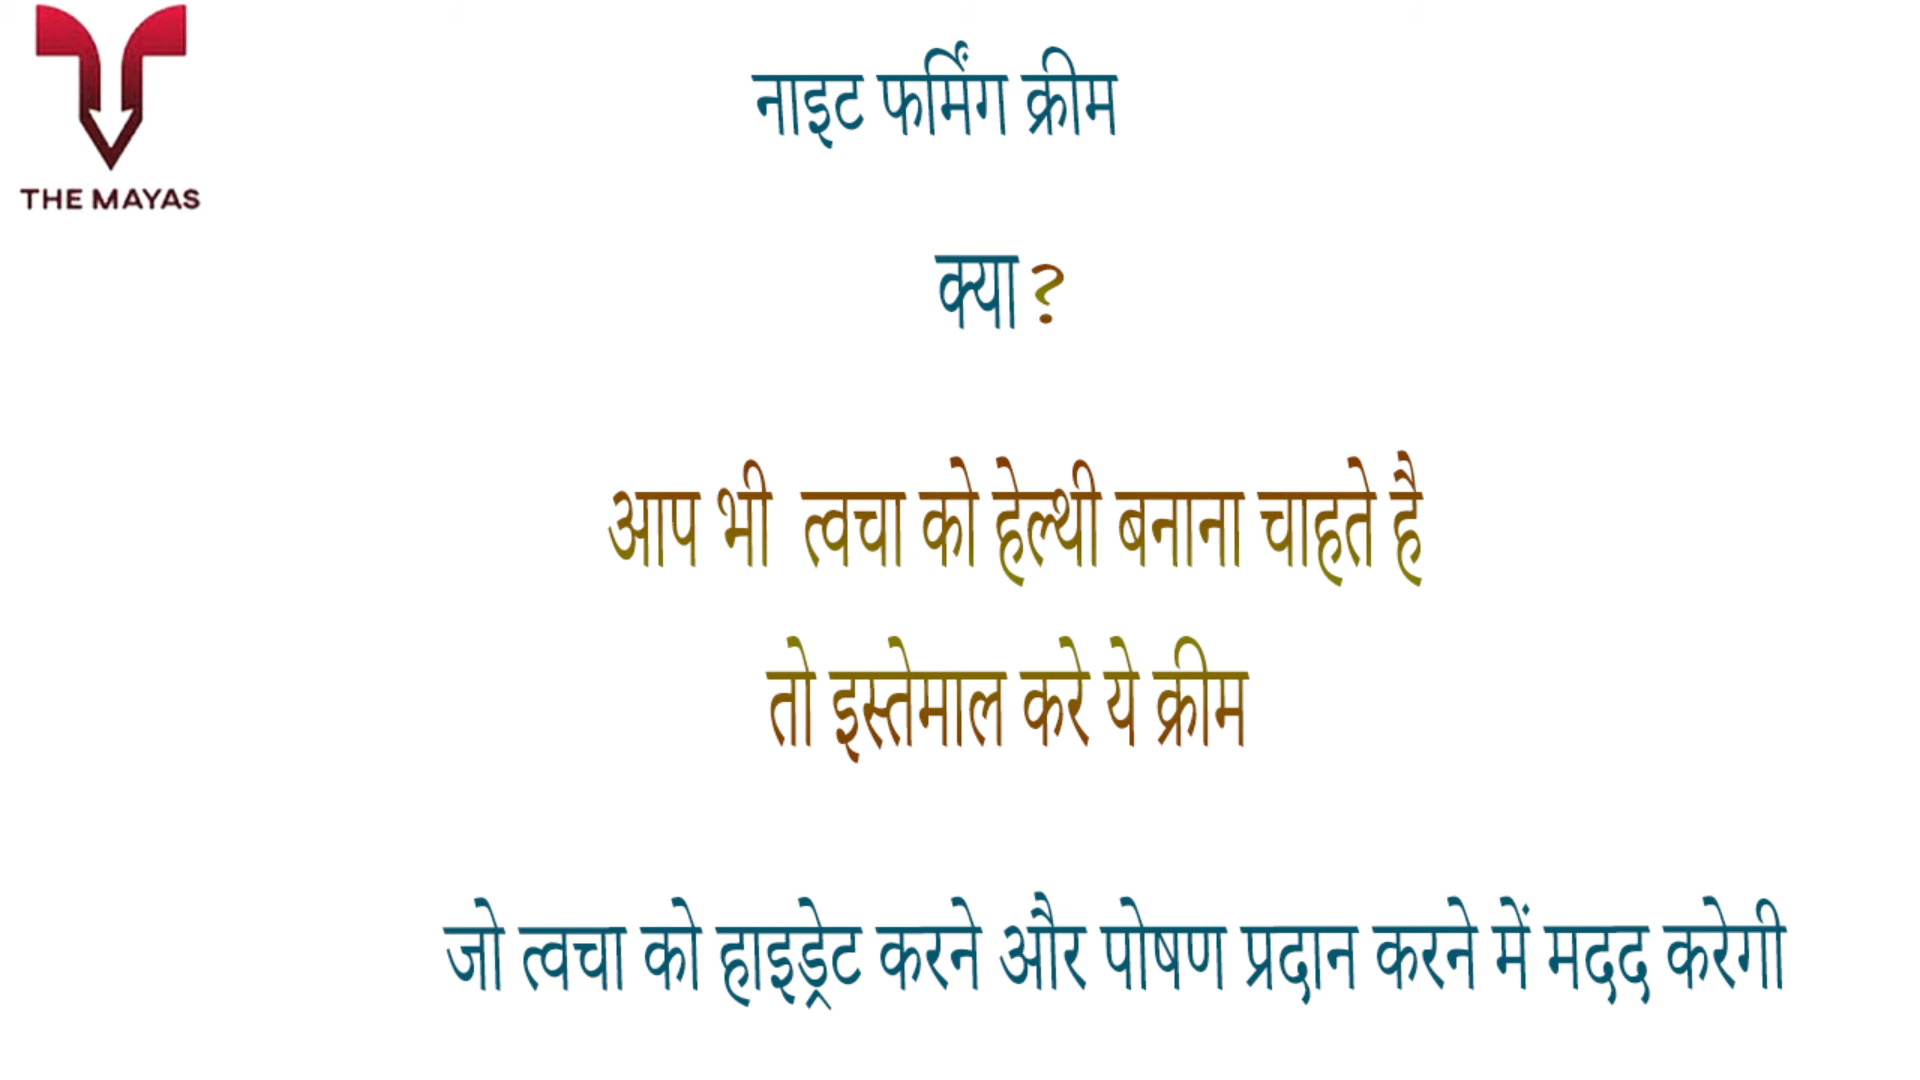 THE MAYAS
नाइट फर्मिंग क्रीम
क्या?
आप भी त्वचा को हेल्थी बनाना चाहते है
तो इस्तेमाल करे ये क्रीम
जो त्वचा को हाइड्रेट करने और पोषण प्रदान करने में मदद करेगी